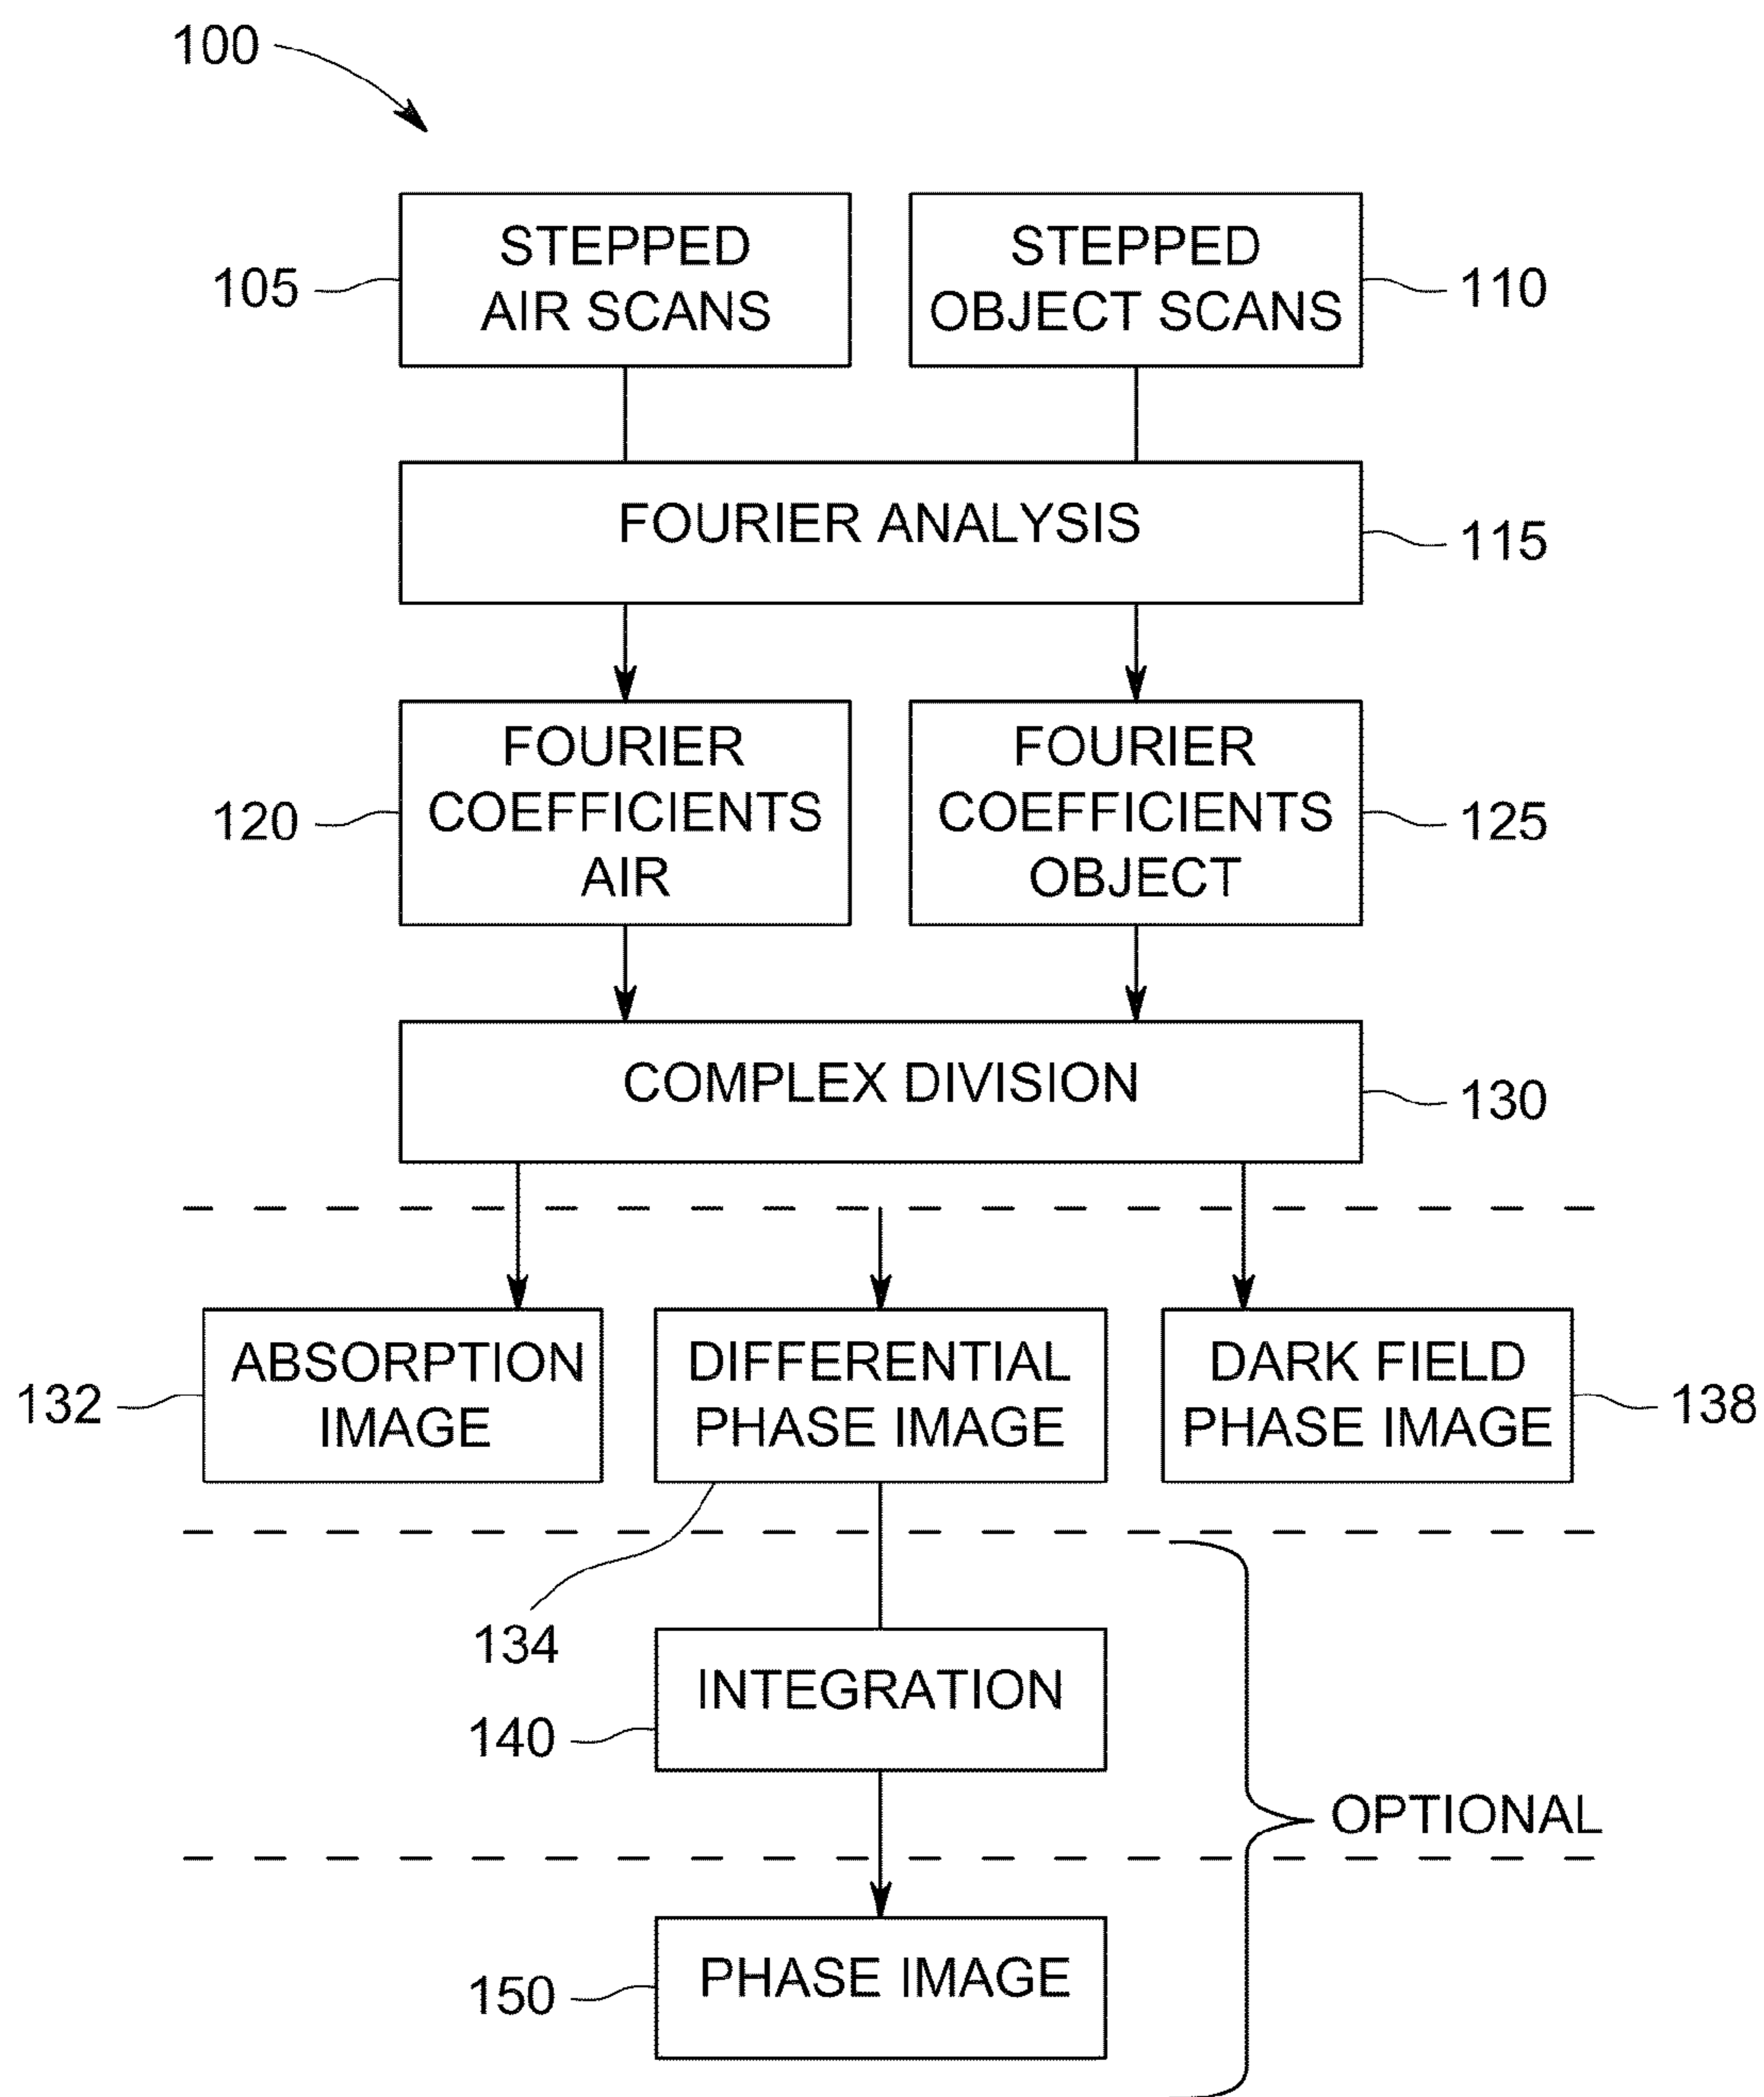 100
STEPPED
AIR SCANS
105
STEPPED
OBJECT SCANS
110
FOURIER ANALYSIS
115
FOURIER
COEFFICIENTS
AIR
120
FOURIER
COEFFICIENTS
OBJECT
125
COMPLEX DIVISION
130
ABSORPTION
IMAGE
132
DIFFERENTIAL
PHASE IMAGE
134
DARK FIELD
PHASE IMAGE
138
INTEGRATION
140
OPTIONAL
PHASE IMAGE
150